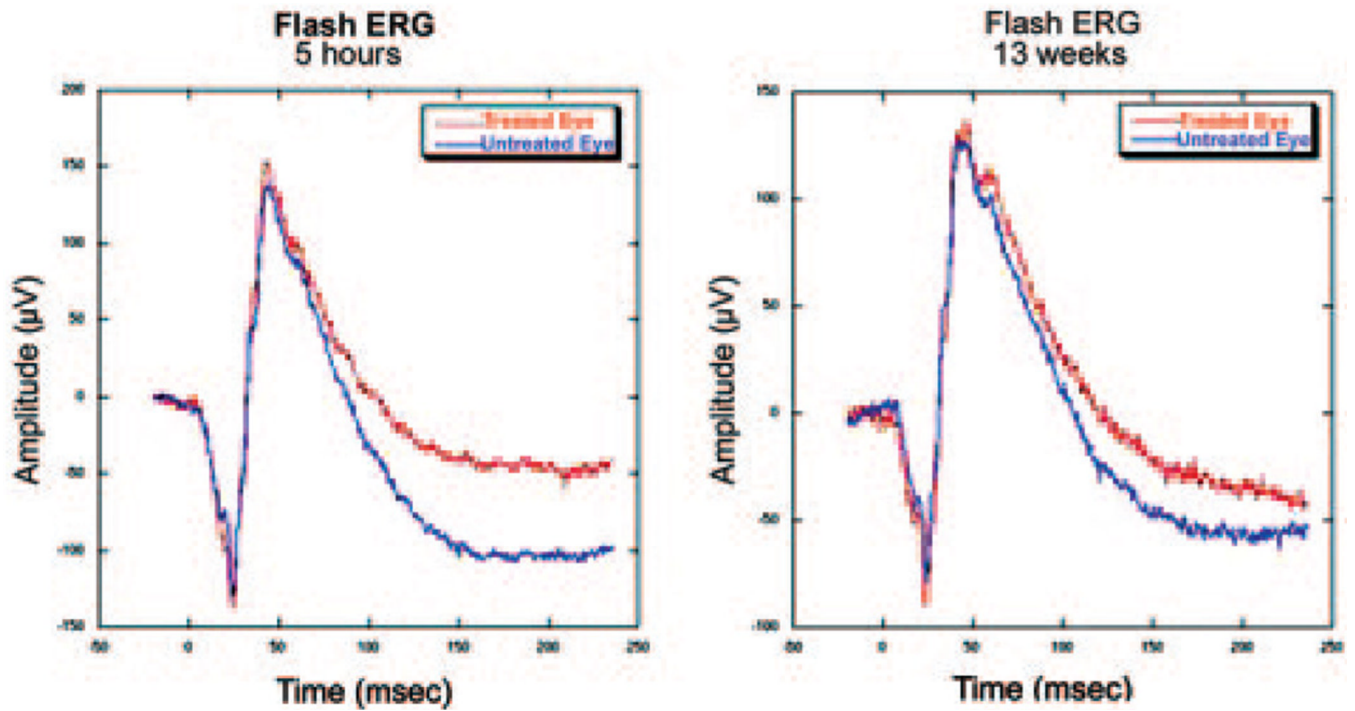 Flash ERG
5 hours
200
150
100
50
0
-50
-100
-150
Treated Eye
Untreated Eye
-50
0
50
100
150
200
250
Amplitude (µV)
Time (msec)
Flash ERG
13 weeks
150
100
50
0
-50
-100
Treated Eye
Untreated Eye
-50
0
50
100
150
200
250
Amplitude (µV)
Time (msec)